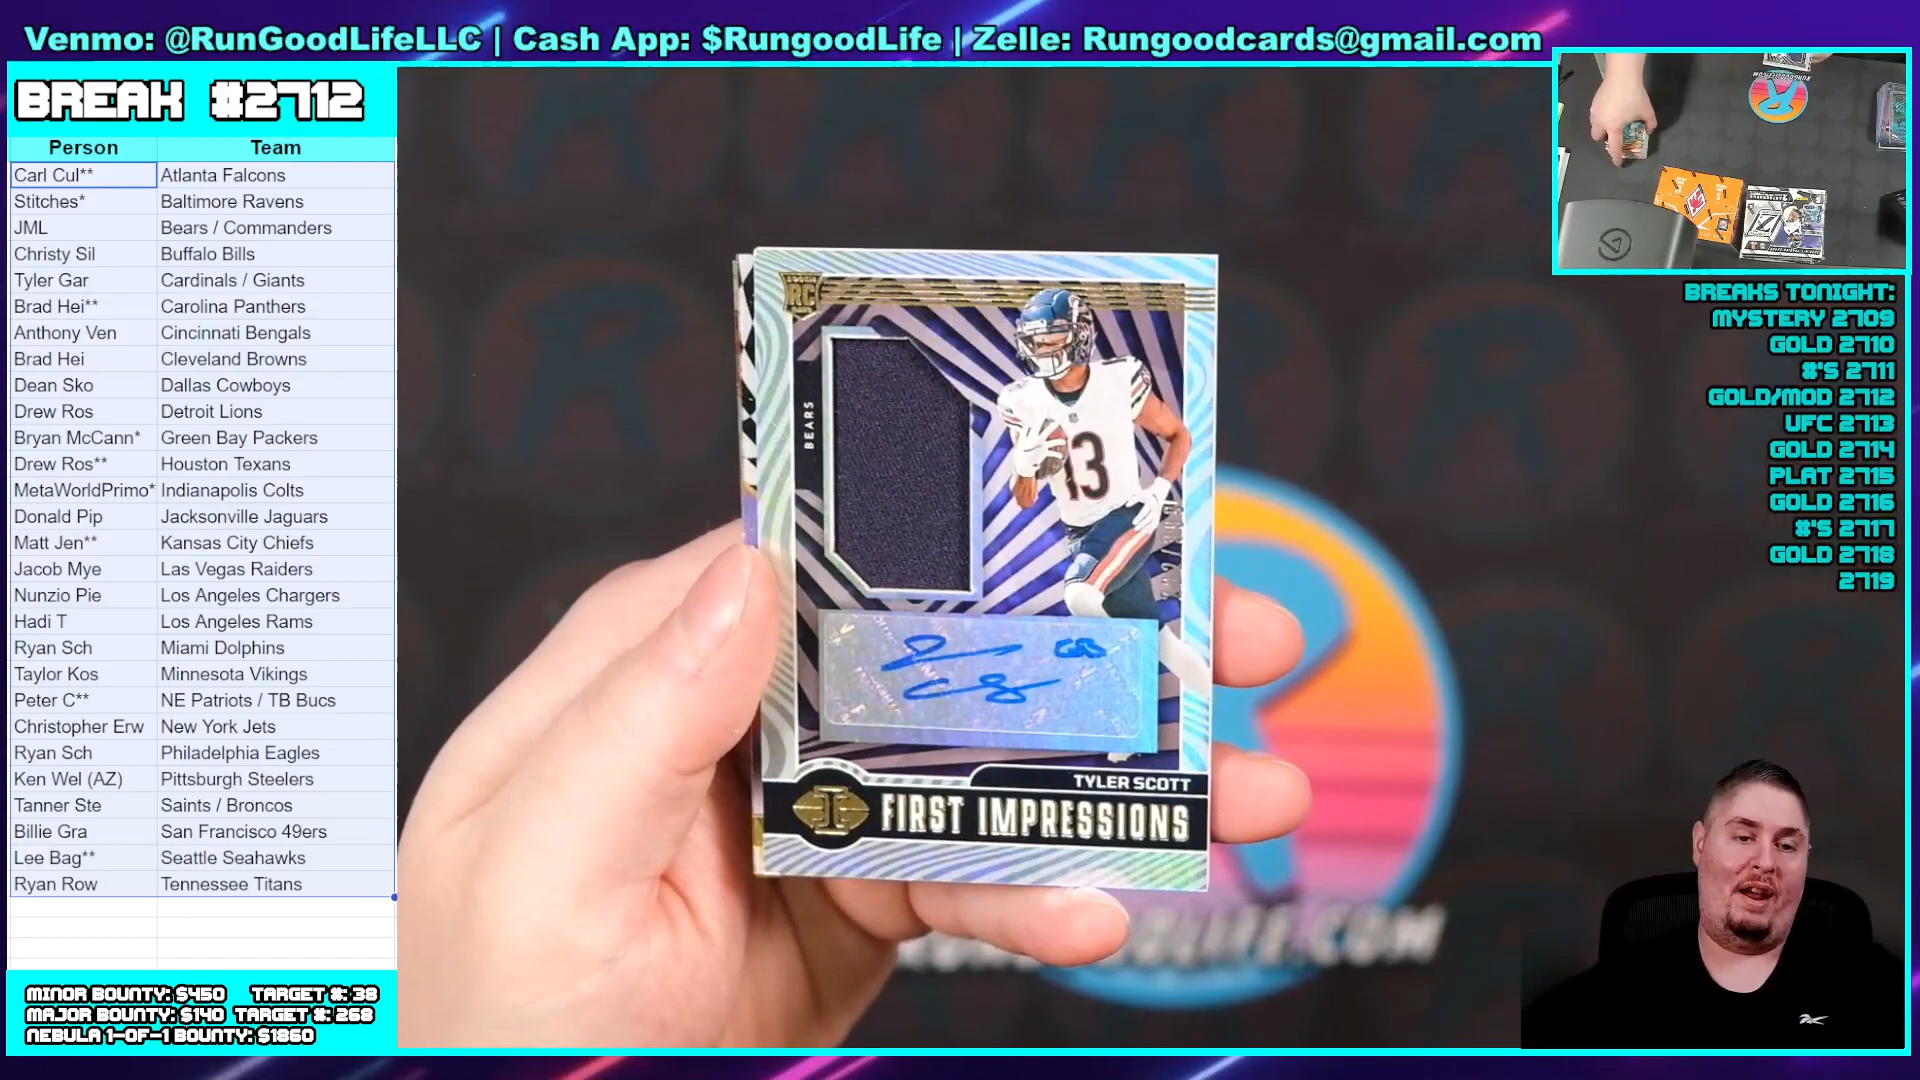 Venmo: @RunGoodLifeLLC | Cash App: $RungoodLife | Zelle: Rungoodcards@gmail.com
BREAK #2712
Person Team
Carl Cul** Atlanta Falcons
Stitches* Baltimore Ravens
JML Bears / Commanders
Christy Sil Buffalo Bills
Tyler Gar Cardinals / Giants
Brad Hei** Carolina Panthers
Anthony Ven Cincinnati Bengals
Brad Hei Cleveland Browns
Dean Sko Dallas Cowboys
Drew Ros Detroit Lions
Bryan McCann* Green Bay Packers
Drew Ros** Houston Texans
MetaWorldPrimo* Indianapolis Colts
Donald Pip Jacksonville Jaguars
Matt Jen** Kansas City Chiefs
Jacob Mye Las Vegas Raiders
Nunzio Pie Los Angeles Chargers
Hadi T Los Angeles Rams
Ryan Sch Miami Dolphins
Taylor Kos Minnesota Vikings
Peter C** NE Patriots / TB Bucs
Christopher Erw New York Jets
Ryan Sch Philadelphia Eagles
Ken Wel (AZ) Pittsburgh Steelers
Tanner Ste Saints / Broncos
Billie Gra San Francisco 49ers
Lee Bag** Seattle Seahawks
Ryan Row Tennessee Titans
MINOR BOUNTY: $450 TARGET #: 38
MAJOR BOUNTY: $140 TARGET #: 268
NEBULA 1-OF-1 BOUNTY: $1860
RC
BEARS
13
TYLER SCOTT
FIRST IMPRESSIONS
BREAKS TONIGHT:
MYSTERY 2709
GOLD 2710
#'S 2711
GOLD/MOD 2712
UFC 2713
GOLD 2714
PLAT 2715
GOLD 2716
#'S 2717
GOLD 2718
2719